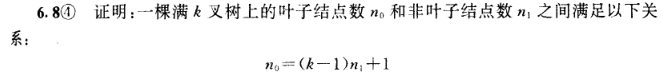 6.8④ 证明:一棵满 k 叉树上的叶子结点数 n₀ 和非叶子结点数 n₁ 之间满足以下关
系:
n₀=(k-1)n₁+1